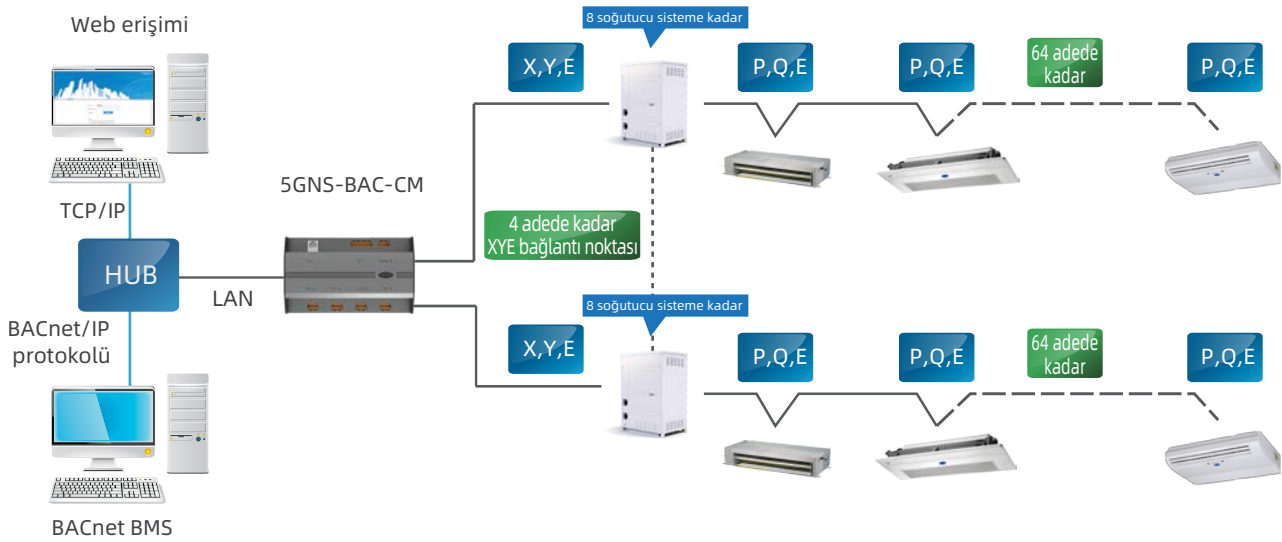 Web erişimi
8 soğutucu sisteme kadar
X,Y,E
P,Q,E
P,Q,E
64 adede
kadar
P,Q,E
TCP/IP
5GNS-BAC-CM
4 adede kadar
XYE bağlantı noktası
HUB
LAN
BACnet/IP
protokolü
8 soğutucu sisteme kadar
X,Y,E
P,Q,E
P,Q,E
64 adede
kadar
P,Q,E
BACnet BMS